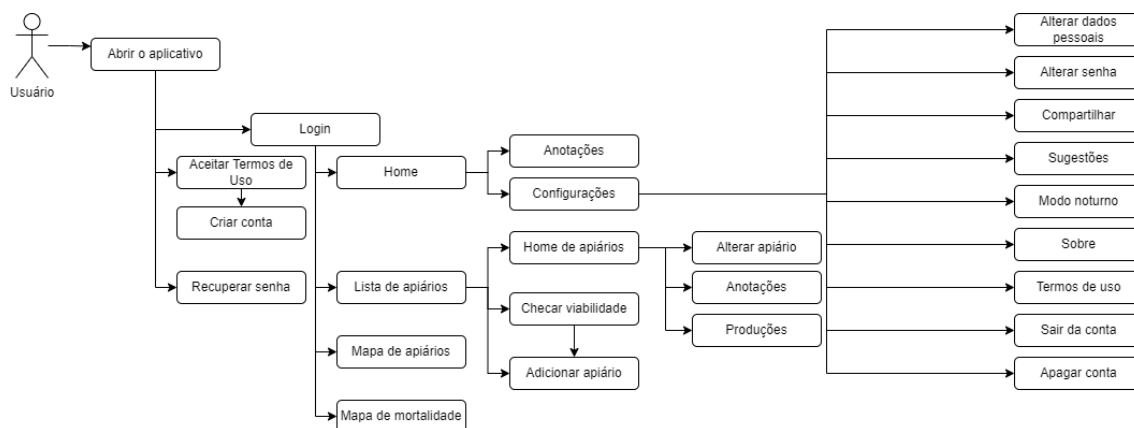 Usuário
Abrir o aplicativo
Login
Aceitar Termos de
Uso
Criar conta
Recuperar senha
Home
Lista de apiários
Mapa de apiários
Mapa de mortalidade
Anotações
Configurações
Home de apiários
Checar viabilidade
Adicionar apiário
Alterar apiário
Anotações
Produções
Alterar dados
pessoais
Alterar senha
Compartilhar
Sugestões
Modo noturno
Sobre
Termos de uso
Sair da conta
Apagar conta